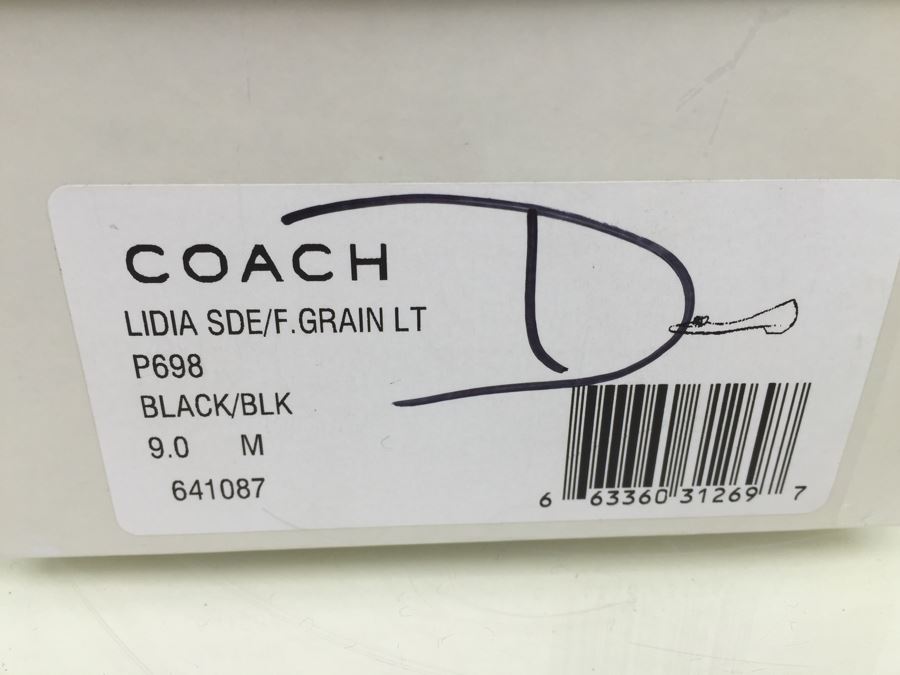 COACH
LIDIA SDE/F.GRAIN LT
P698
BLACK/BLK
9.0 M
641087
D
6 63360 31269 7